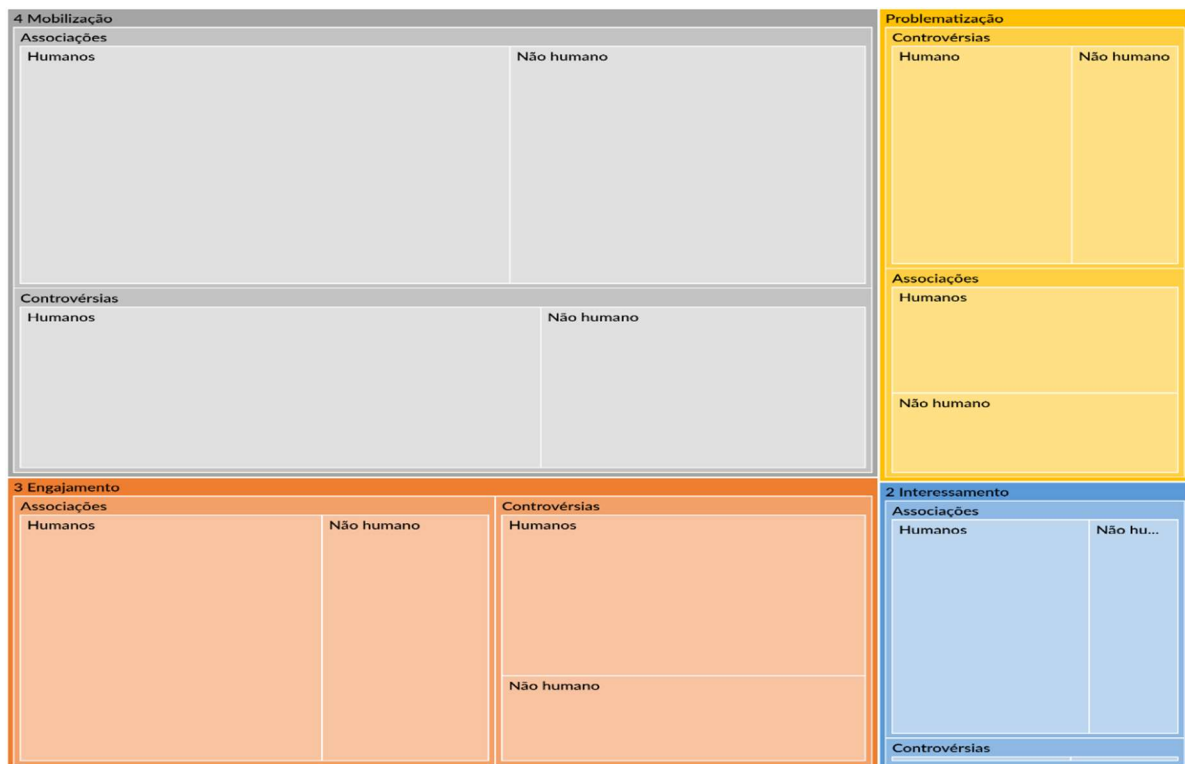 4 Mobilização
Associações
Humanos
Não humano
Controvérsias
Humanos
Não humano
3 Engajamento
Associações
Humanos
Não humano
Controvérsias
Humanos
Não humano
Problematização
Controvérsias
Humano
Não humano
Associações
Humanos
Não humano
2 Interessamento
Associações
Humanos
Não hu...
Controvérsias